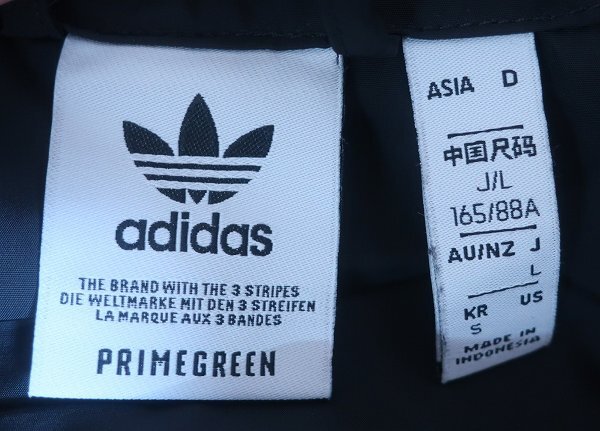 adidas
THE BRAND WITH THE 3 STRIPES
DIE WELTMARKE MIT DEN 3 STREIFEN
LA MARQUE AUX 3 BANDES
PRIMEGREEN
ASIA D
中国尺码
J/L
165/88A
AU/NZ J
L
KR US
S
MADE IN
INDONESIA